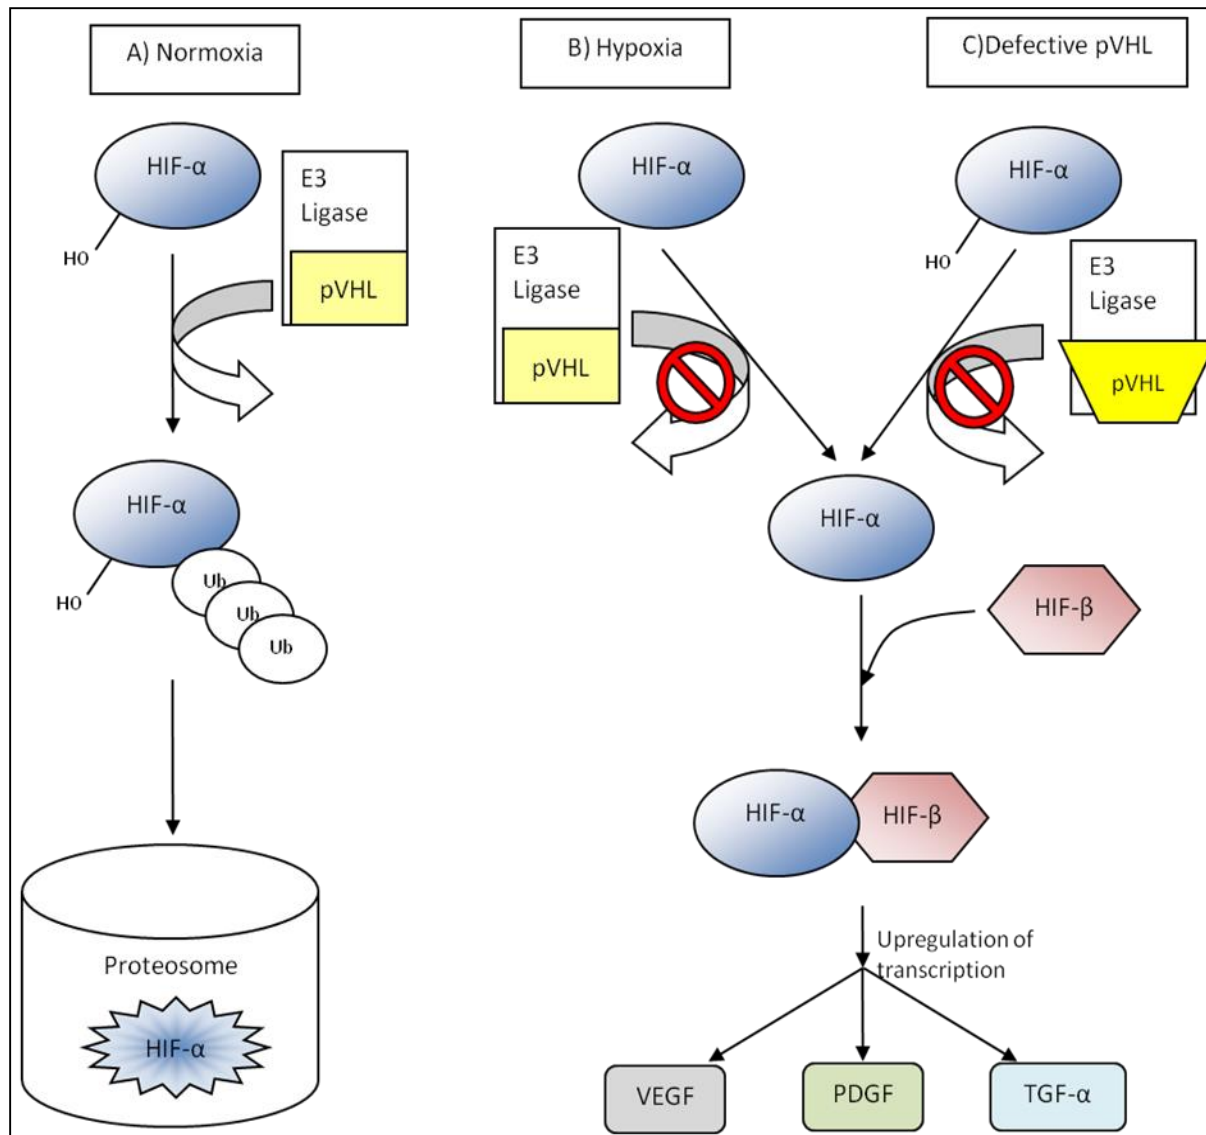 A) Normoxia
HIF-α
HO
E3
Ligase
pVHL
HIF-α
HO
Ub
Ub
Ub
Proteosome
HIF-α
B) Hypoxia
HIF-α
E3
Ligase
pVHL
C)Defective pVHL
HIF-α
HO
E3
Ligase
pVHL
HIF-α
HIF-β
HIF-α
HIF-β
Upregulation of
transcription
VEGF
PDGF
TGF-α